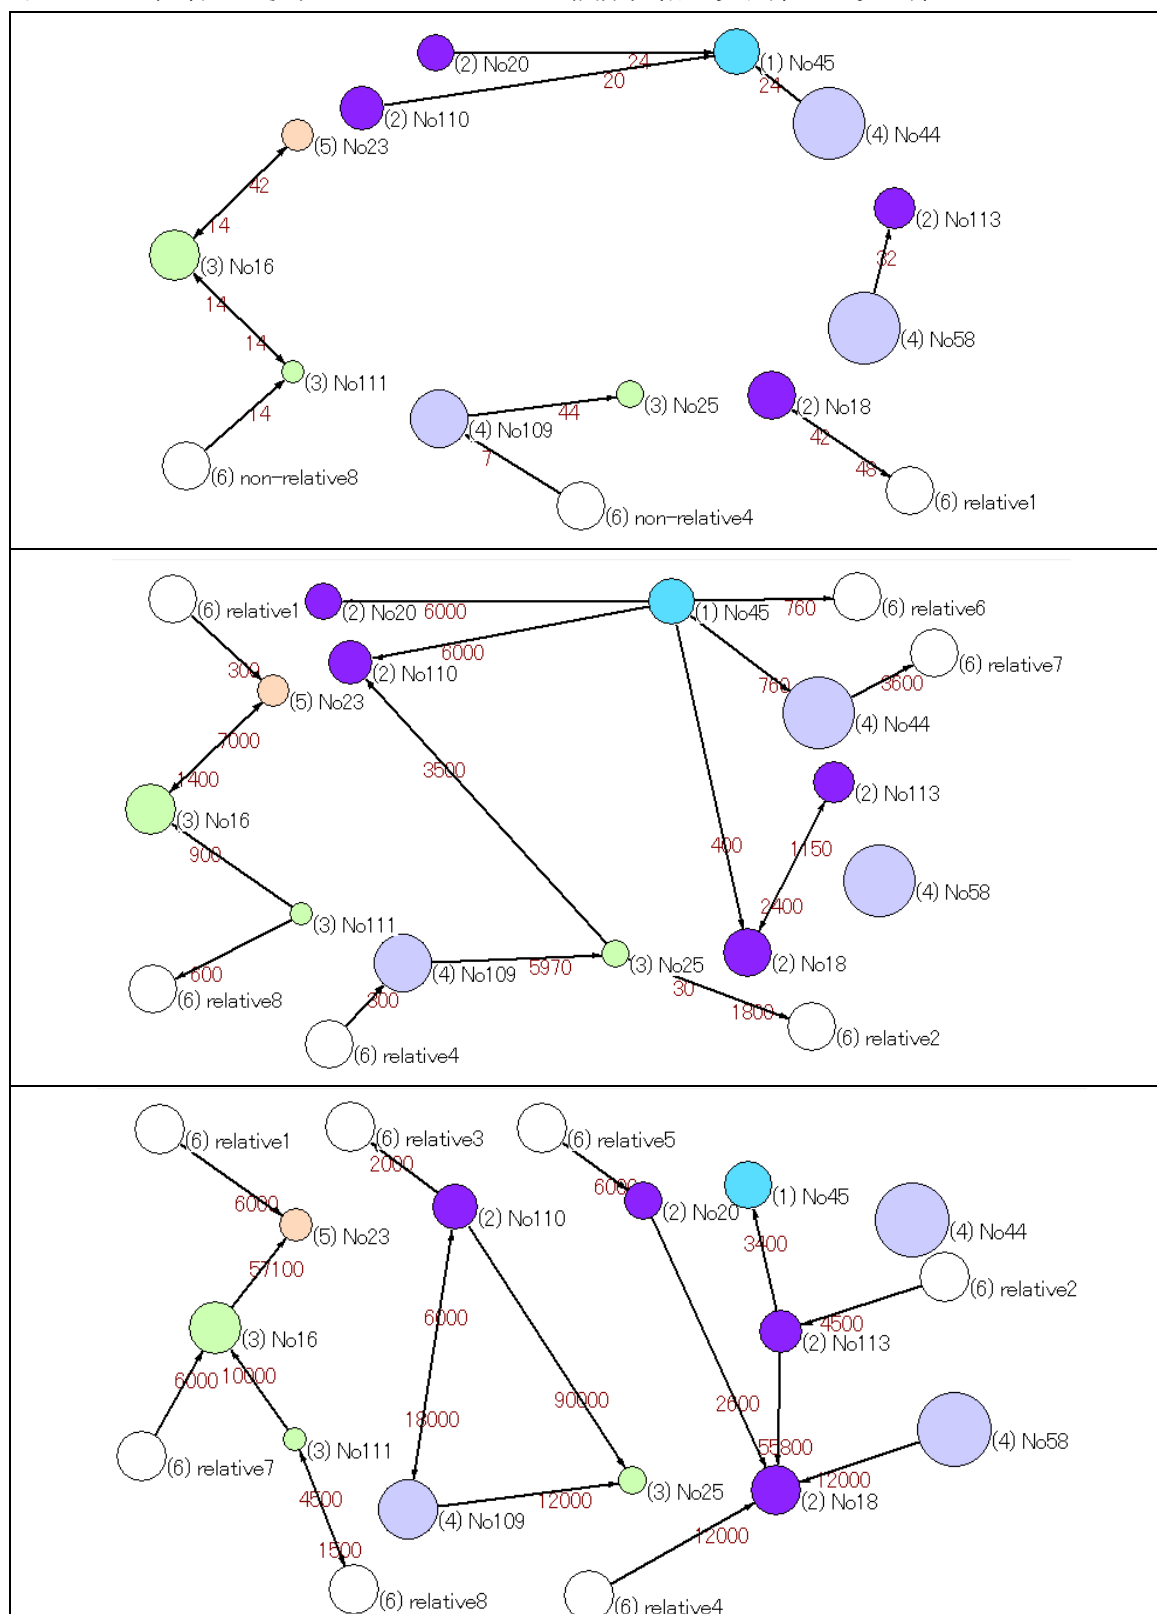 (2) No20
24
(1) No45
20
24
(2) No110
(4) No44
(5) No23
42
14
(2) No113
32
(3) No16
14
14
(4) No58
(3) No111
14
(3) No25
44
(2) No18
(4) No109
42
7
48
(6) non-relative8
(6) relative1
(6) non-relative4
(6) relative1
(2) No20
6000
(1) No45
760
(6) relative6
6000
300
(2) No110
760
3600
(6) relative7
(5) No23
(4) No44
7000
3500
1400
(2) No113
(3) No16
900
400
1150
(4) No58
2400
(3) No111
600
(4) No109
5970
(3) No25
(2) No18
(6) relative8
300
30
1800
(6) relative4
(6) relative2
(6) relative1
(6) relative3
(6) relative5
2000
6000
6000
(2) No110
(2) No20
(1) No45
(5) No23
3400
(4) No44
57100
(6) relative2
6000
4500
(3) No16
(2) No113
6000
10000
90000
2600
18000
55800
(4) No58
(3) No111
(6) relative7
12000
4500
12000
(3) No25
(2) No18
(4) No109
1500
12000
(6) relative8
(6) relative4